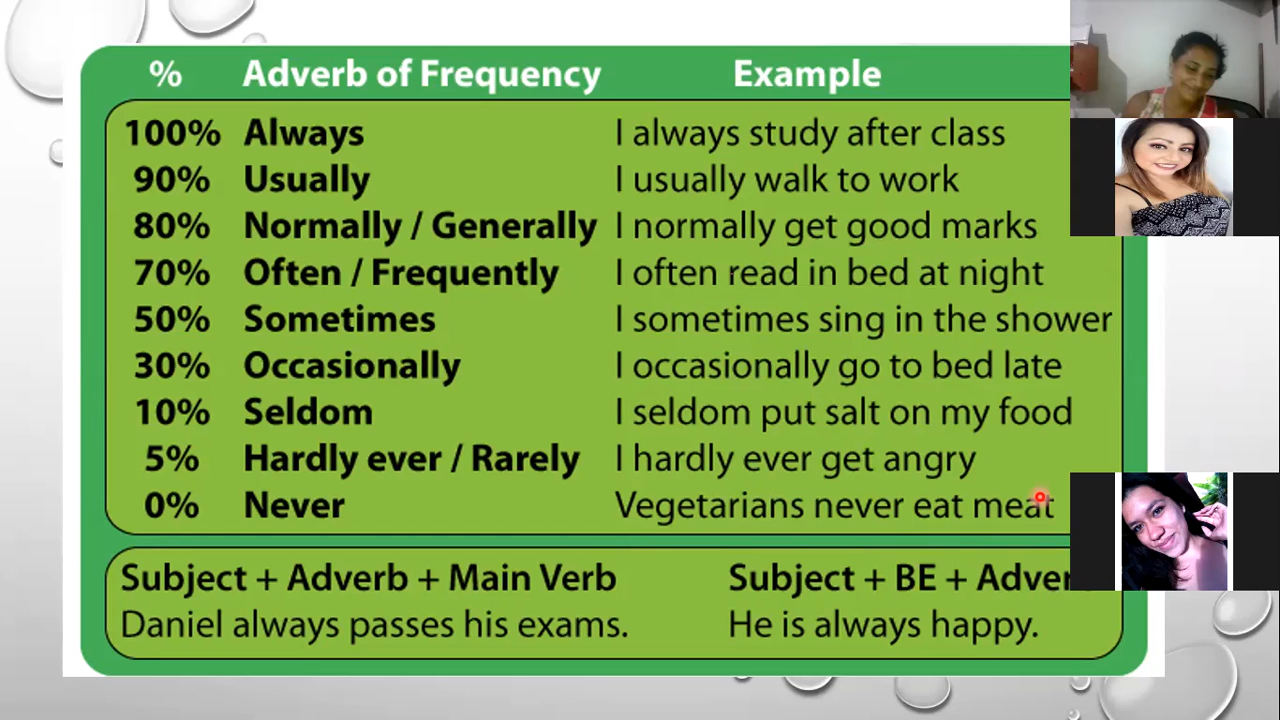 % Adverb of Frequency Example
100% Always I always study after class
90% Usually I usually walk to work
80% Normally / Generally I normally get good marks
70% Often / Frequently I often read in bed at night
50% Sometimes I sometimes sing in the shower
30% Occasionally I occasionally go to bed late
10% Seldom I seldom put salt on my food
5% Hardly ever / Rarely I hardly ever get angry
0% Never Vegetarians never eat meat
Subject + Adverb + Main Verb Subject + BE +
Daniel always passes his exams. He is always happy.